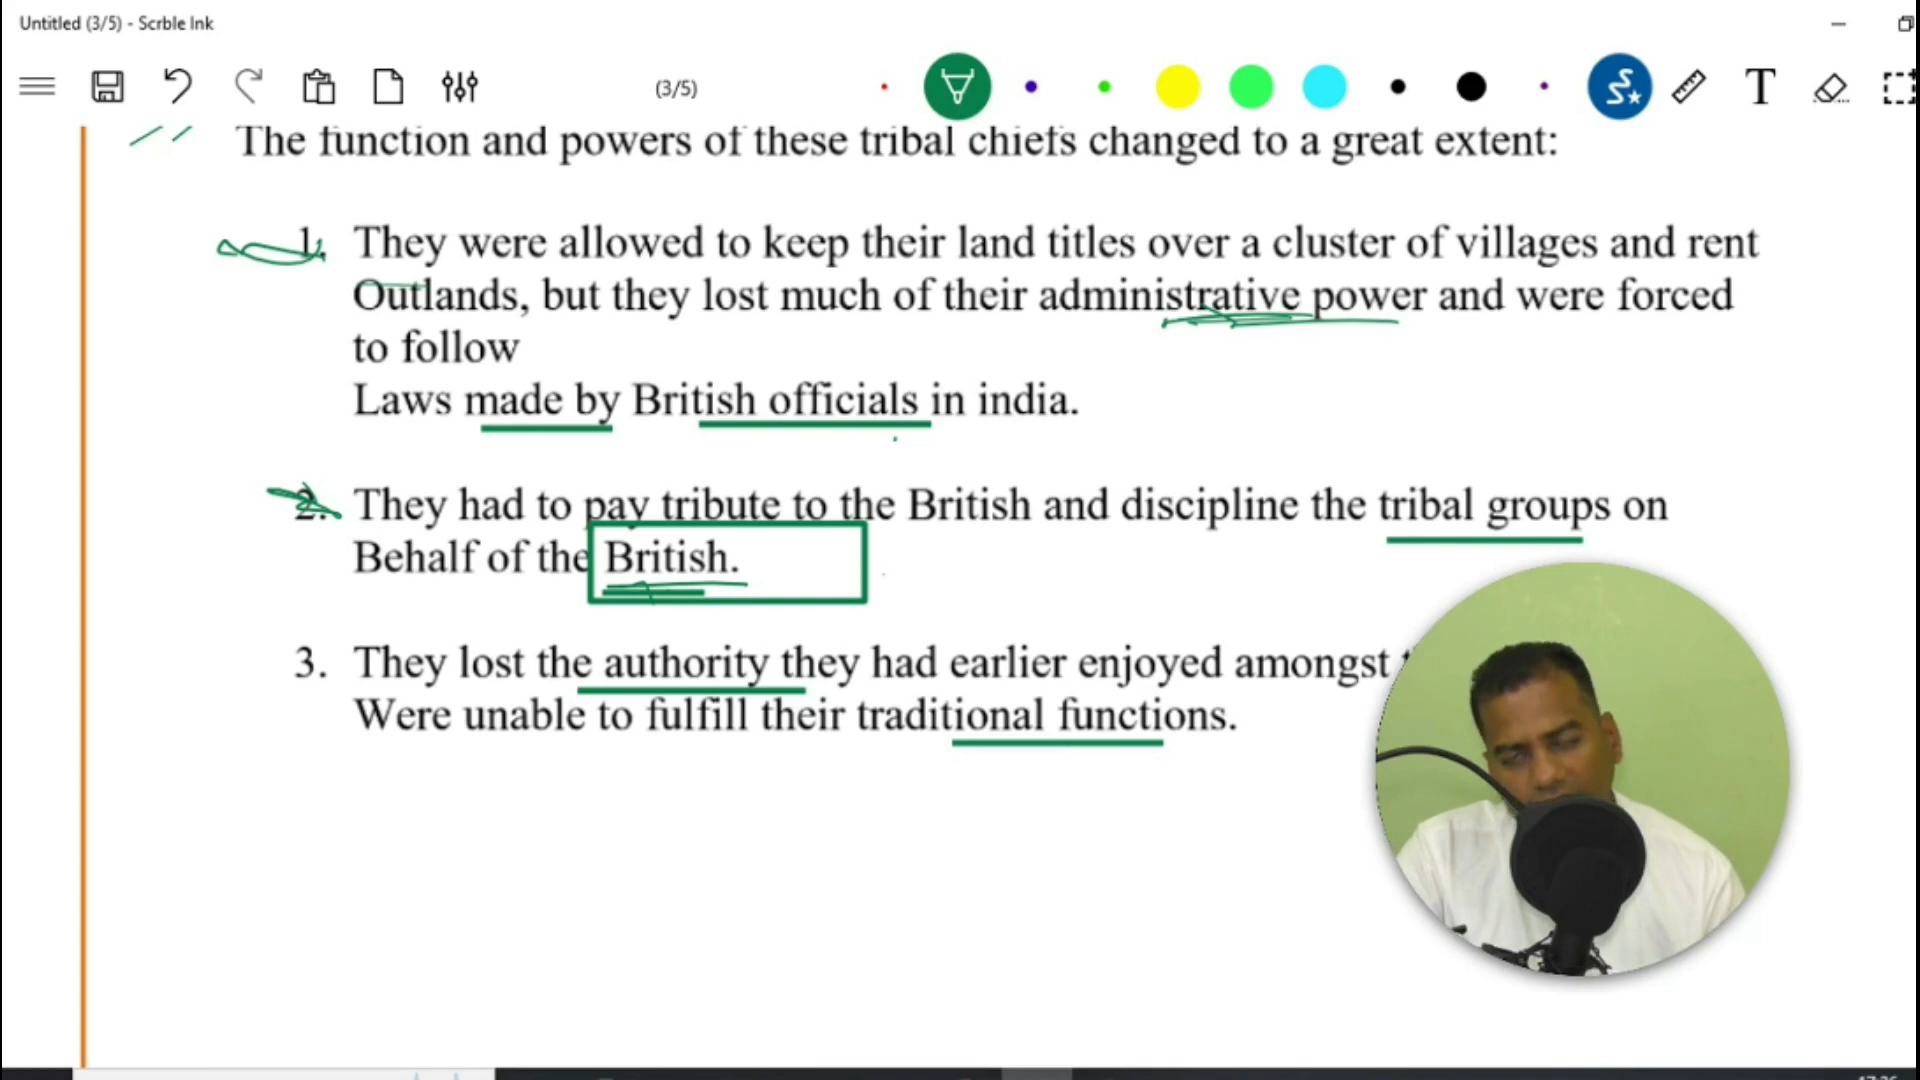 Untitled (3/5) - Scrble Ink
(3/5)
T
The function and powers of these tribal chiefs changed to a great extent:
1. They were allowed to keep their land titles over a cluster of villages and rent
Outlands, but they lost much of their administrative power and were forced
to follow
Laws made by British officials in india.
2. They had to pay tribute to the British and discipline the tribal groups on
Behalf of the British.
3. They lost the authority they had earlier enjoyed amongst
Were unable to fulfill their traditional functions.